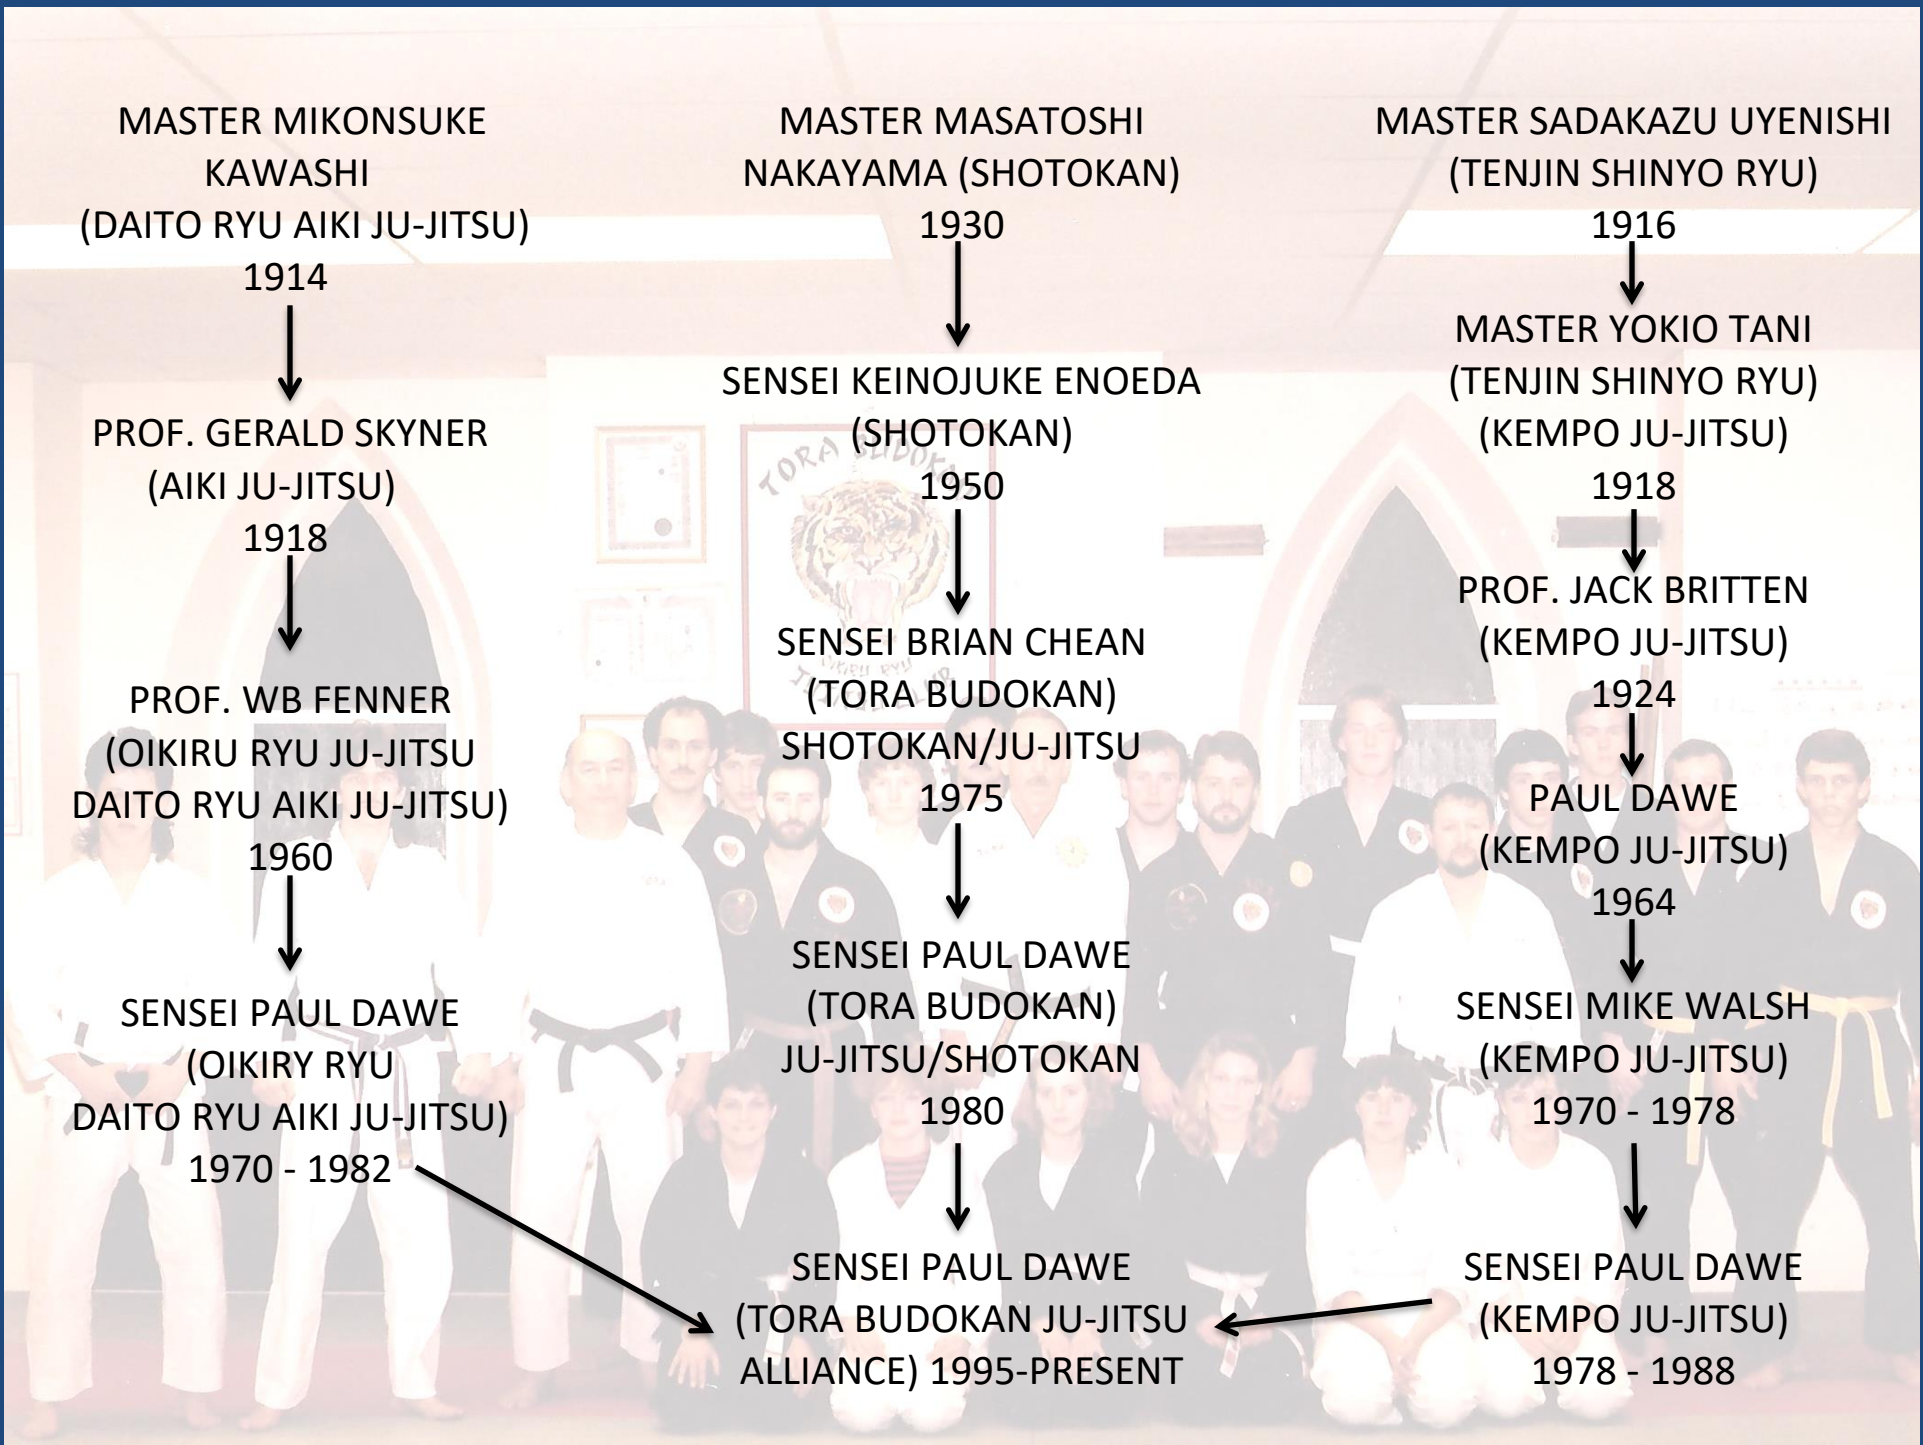 MASTER MIKONSUKE
KAWASHI
(DAITO RYU AIKI JU-JITSU)
1914
PROF. GERALD SKYNER
(AIKI JU-JITSU)
1918
PROF. WB FENNER
(OIKIRU RYU JU-JITSU
DAITO RYU AIKI JU-JITSU)
1960
SENSEI PAUL DAWE
(OIKIRY RYU
DAITO RYU AIKI JU-JITSU)
1970 - 1982
MASTER MASATOSHI
NAKAYAMA (SHOTOKAN)
1930
SENSEI KEINOJUKE ENOEDA
(SHOTOKAN)
1950
SENSEI BRIAN CHEAN
(TORA BUDOKAN)
SHOTOKAN/JU-JITSU
1975
SENSEI PAUL DAWE
(TORA BUDOKAN)
JU-JITSU/SHOTOKAN
1980
SENSEI PAUL DAWE
(TORA BUDOKAN JU-JITSU
ALLIANCE) 1995-PRESENT
MASTER SADAKAZU UYENISHI
(TENJIN SHINYO RYU)
1916
MASTER YOKIO TANI
(TENJIN SHINYO RYU)
(KEMPO JU-JITSU)
1918
PROF. JACK BRITTEN
(KEMPO JU-JITSU)
1924
PAUL DAWE
(KEMPO JU-JITSU)
1964
SENSEI MIKE WALSH
(KEMPO JU-JITSU)
1970 - 1978
SENSEI PAUL DAWE
(KEMPO JU-JITSU)
1978 - 1988
TORA BUDOKAN
OIKIRU RYU
JUJITSU CLUB